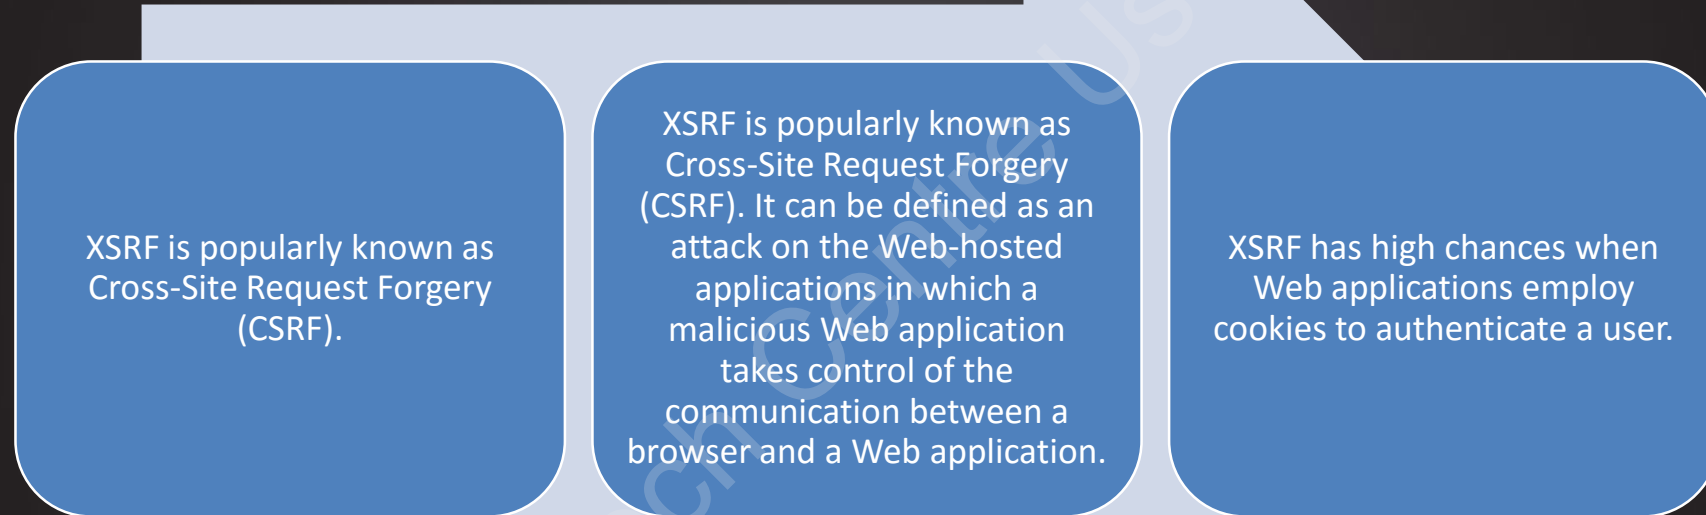 XSRF is popularly known as
Cross-Site Request Forgery
(CSRF).
XSRF is popularly known as
Cross-Site Request Forgery
(CSRF). It can be defined as an
attack on the Web-hosted
applications in which a
malicious Web application
takes control of the
communication between a
browser and a Web application.
XSRF has high chances when
Web applications employ
cookies to authenticate a user.
Centre